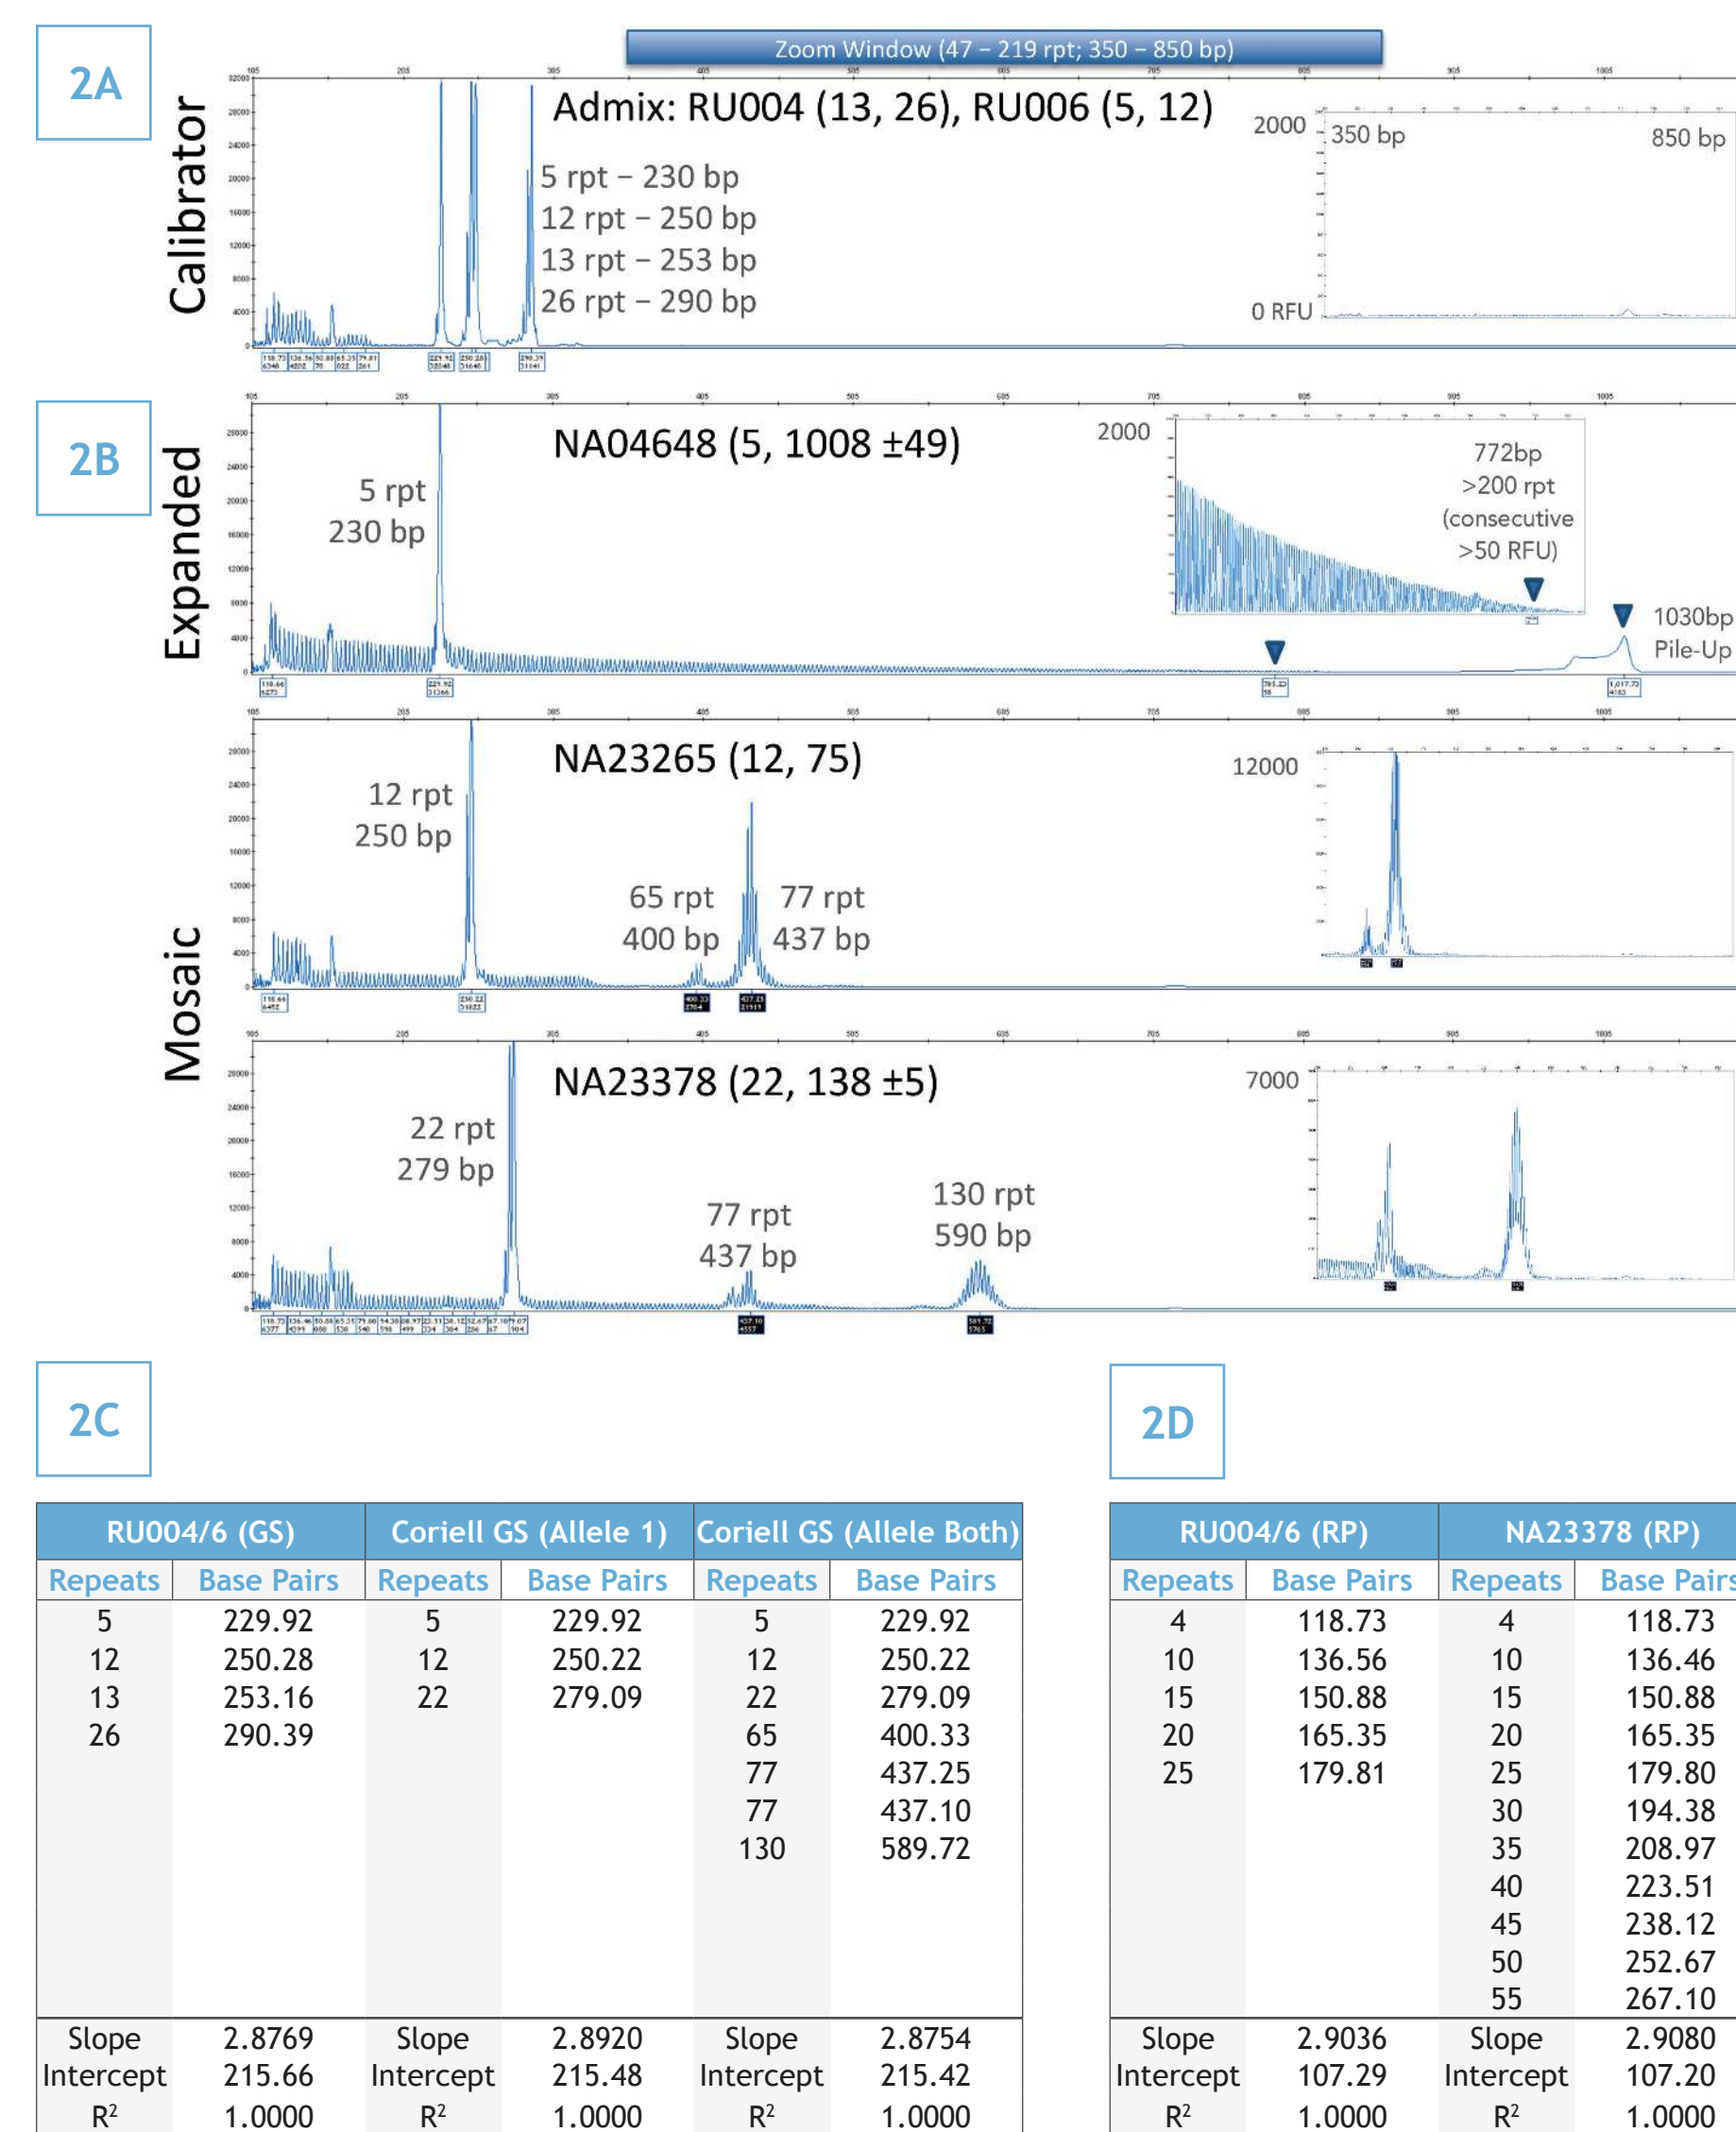 2A
Calibrator
Zoom Window (47 – 219 rpt; 350 – 850 bp)
Admix: RU004 (13, 26), RU006 (5, 12)
5 rpt – 230 bp
12 rpt – 250 bp
13 rpt – 253 bp
26 rpt – 290 bp
2000
350 bp
850 bp
0 RFU
2B
Expanded
NA04648 (5, 1008 ±49)
5 rpt
230 bp
2000
772bp
>200 rpt
(consecutive
>50 RFU)
1030bp
Pile-Up
Mosaic
NA23265 (12, 75)
12 rpt
250 bp
65 rpt
400 bp
77 rpt
437 bp
12000
NA23378 (22, 138 ±5)
22 rpt
279 bp
77 rpt
437 bp
130 rpt
590 bp
7000
2C
RU004/6 (GS) Coriell GS (Allele 1) Coriell GS (Allele Both)
Repeats Base Pairs Repeats Base Pairs Repeats Base Pairs
5 229.92 5 229.92 5 229.92
12 250.28 12 250.22 12 250.22
13 253.16 22 279.09 22 279.09
26 290.39 65 400.33
77 437.25
77 437.10
130 589.72
Slope 2.8769 Slope 2.8920 Slope 2.8754
Intercept 215.66 Intercept 215.48 Intercept 215.42
R² 1.0000 R² 1.0000 R² 1.0000
2D
RU004/6 (RP) NA23378 (RP)
Repeats Base Pairs Repeats Base Pairs
4 118.73 4 118.73
10 136.56 10 136.46
15 150.88 15 150.88
20 165.35 20 165.35
25 179.81 25 179.80
30 194.38
35 208.97
40 223.51
45 238.12
50 252.67
55 267.10
Slope 2.9036 Slope 2.9080
Intercept 107.29 Intercept 107.20
R² 1.0000 R² 1.0000